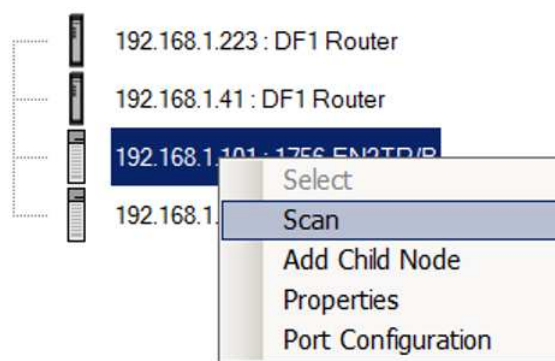 192.168.1.223 : DF1 Router
192.168.1.41 : DF1 Router
192.168.1.101 : 1756-EN2TR/B
Select
192.168.1.
Scan
Add Child Node
Properties
Port Configuration